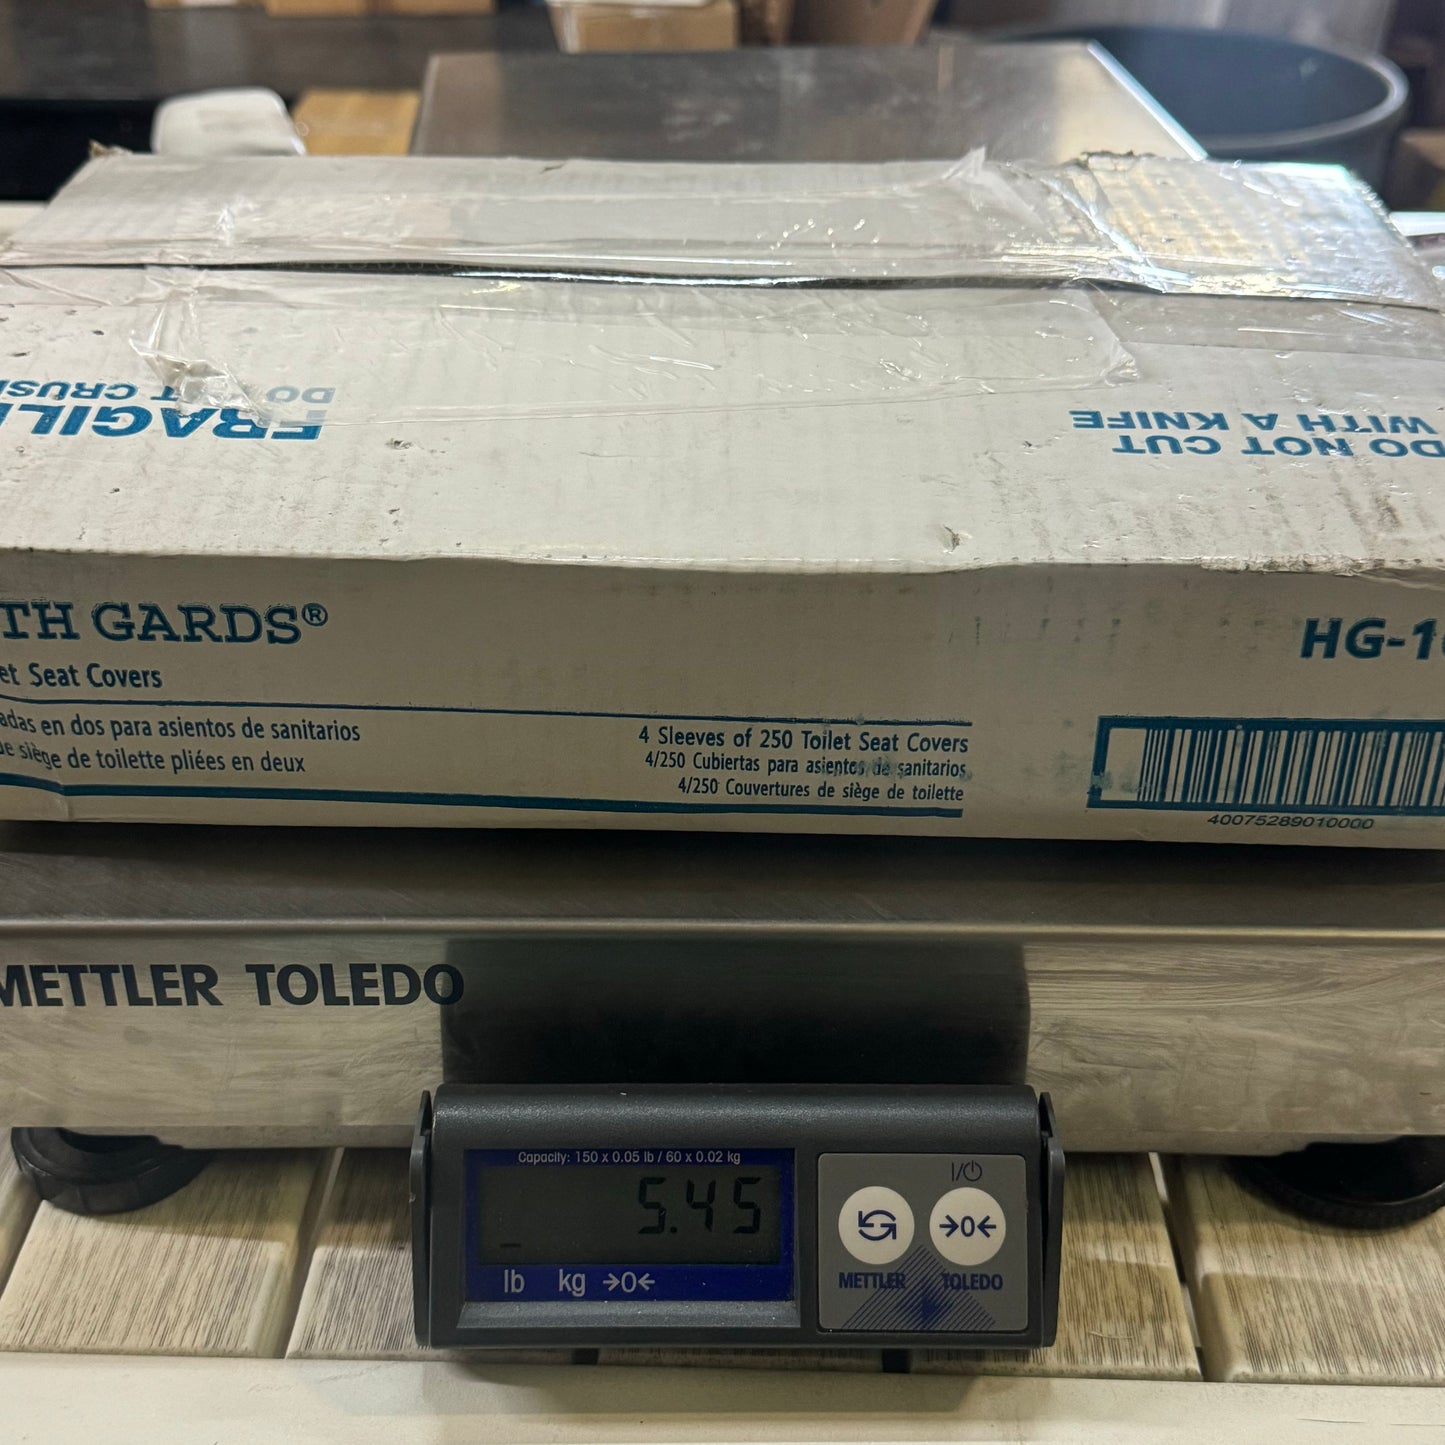 DO NOT CRUSH
FRAGILE
DO NOT CUT
WITH A KNIFE
TH GARDS®
et Seat Covers
adas en dos para asientos de sanitarios
de siège de toilette pliées en deux
4 Sleeves of 250 Toilet Seat Covers
4/250 Cubiertas para asientos de sanitarios
4/250 Couvertures de siège de toilette
HG-1
40075289010000
METTLER TOLEDO
Capacity: 150 x 0.05 lb / 60 x 0.02 kg
5.45
lb kg →0←
I/⏻
→0←
METTLER TOLEDO